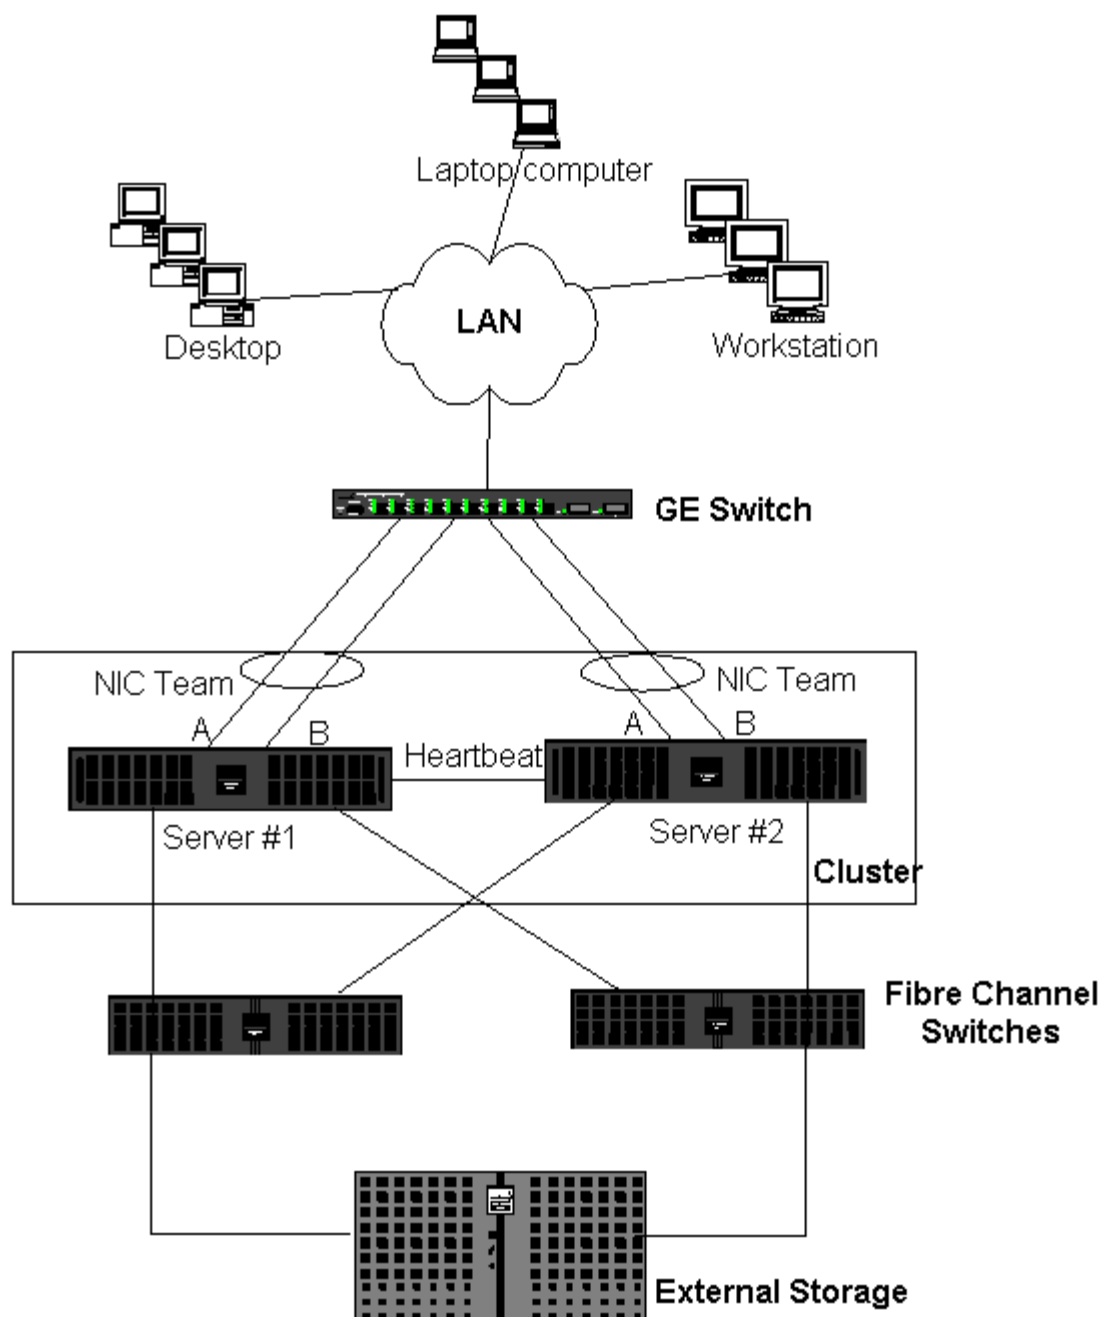 Laptop computer
Desktop
LAN
Workstation
GE Switch
NIC Team
NIC Team
A
B
A
B
Heartbeat
Server #1
Server #2
Cluster
Fibre Channel
Switches
External Storage